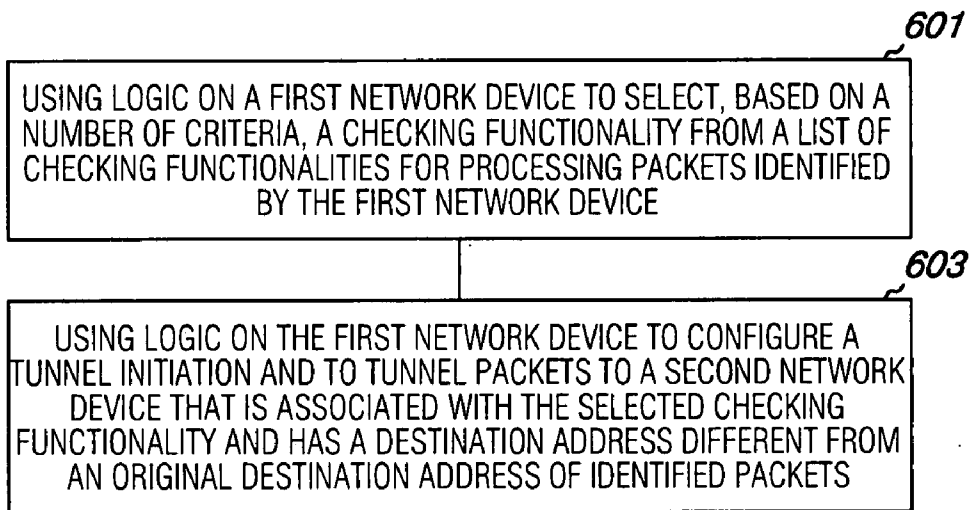 601
USING LOGIC ON A FIRST NETWORK DEVICE TO SELECT, BASED ON A
NUMBER OF CRITERIA, A CHECKING FUNCTIONALITY FROM A LIST OF
CHECKING FUNCTIONALITIES FOR PROCESSING PACKETS IDENTIFIED
BY THE FIRST NETWORK DEVICE
603
USING LOGIC ON THE FIRST NETWORK DEVICE TO CONFIGURE A
TUNNEL INITIATION AND TO TUNNEL PACKETS TO A SECOND NETWORK
DEVICE THAT IS ASSOCIATED WITH THE SELECTED CHECKING
FUNCTIONALITY AND HAS A DESTINATION ADDRESS DIFFERENT FROM
AN ORIGINAL DESTINATION ADDRESS OF IDENTIFIED PACKETS